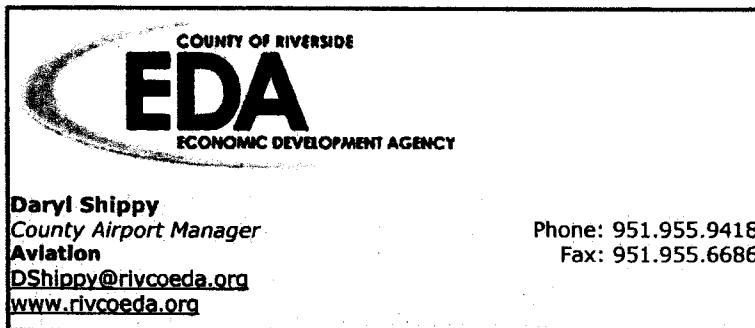 COUNTY OF RIVERSIDE
EDA
ECONOMIC DEVELOPMENT AGENCY
Daryl Shippy
County Airport Manager
Phone: 951.955.9418
Aviation
Fax: 951.955.6686
DShippy@rivcoeda.org
www.rivcoeda.org